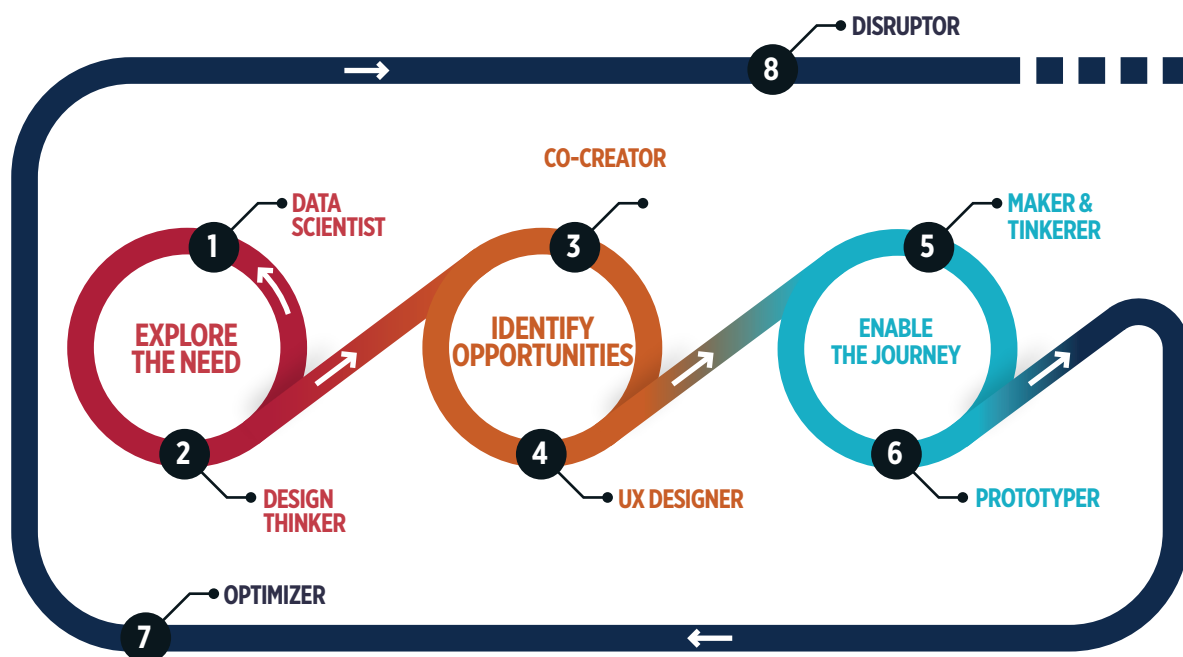 DISRUPTOR
8
CO-CREATOR
DATA
SCIENTIST
1
3
5
MAKER &
TINKERER
EXPLORE
THE NEED
IDENTIFY
OPPORTUNITIES
ENABLE
THE JOURNEY
2
DESIGN
THINKER
4
UX DESIGNER
6
PROTOTYPER
OPTIMIZER
7